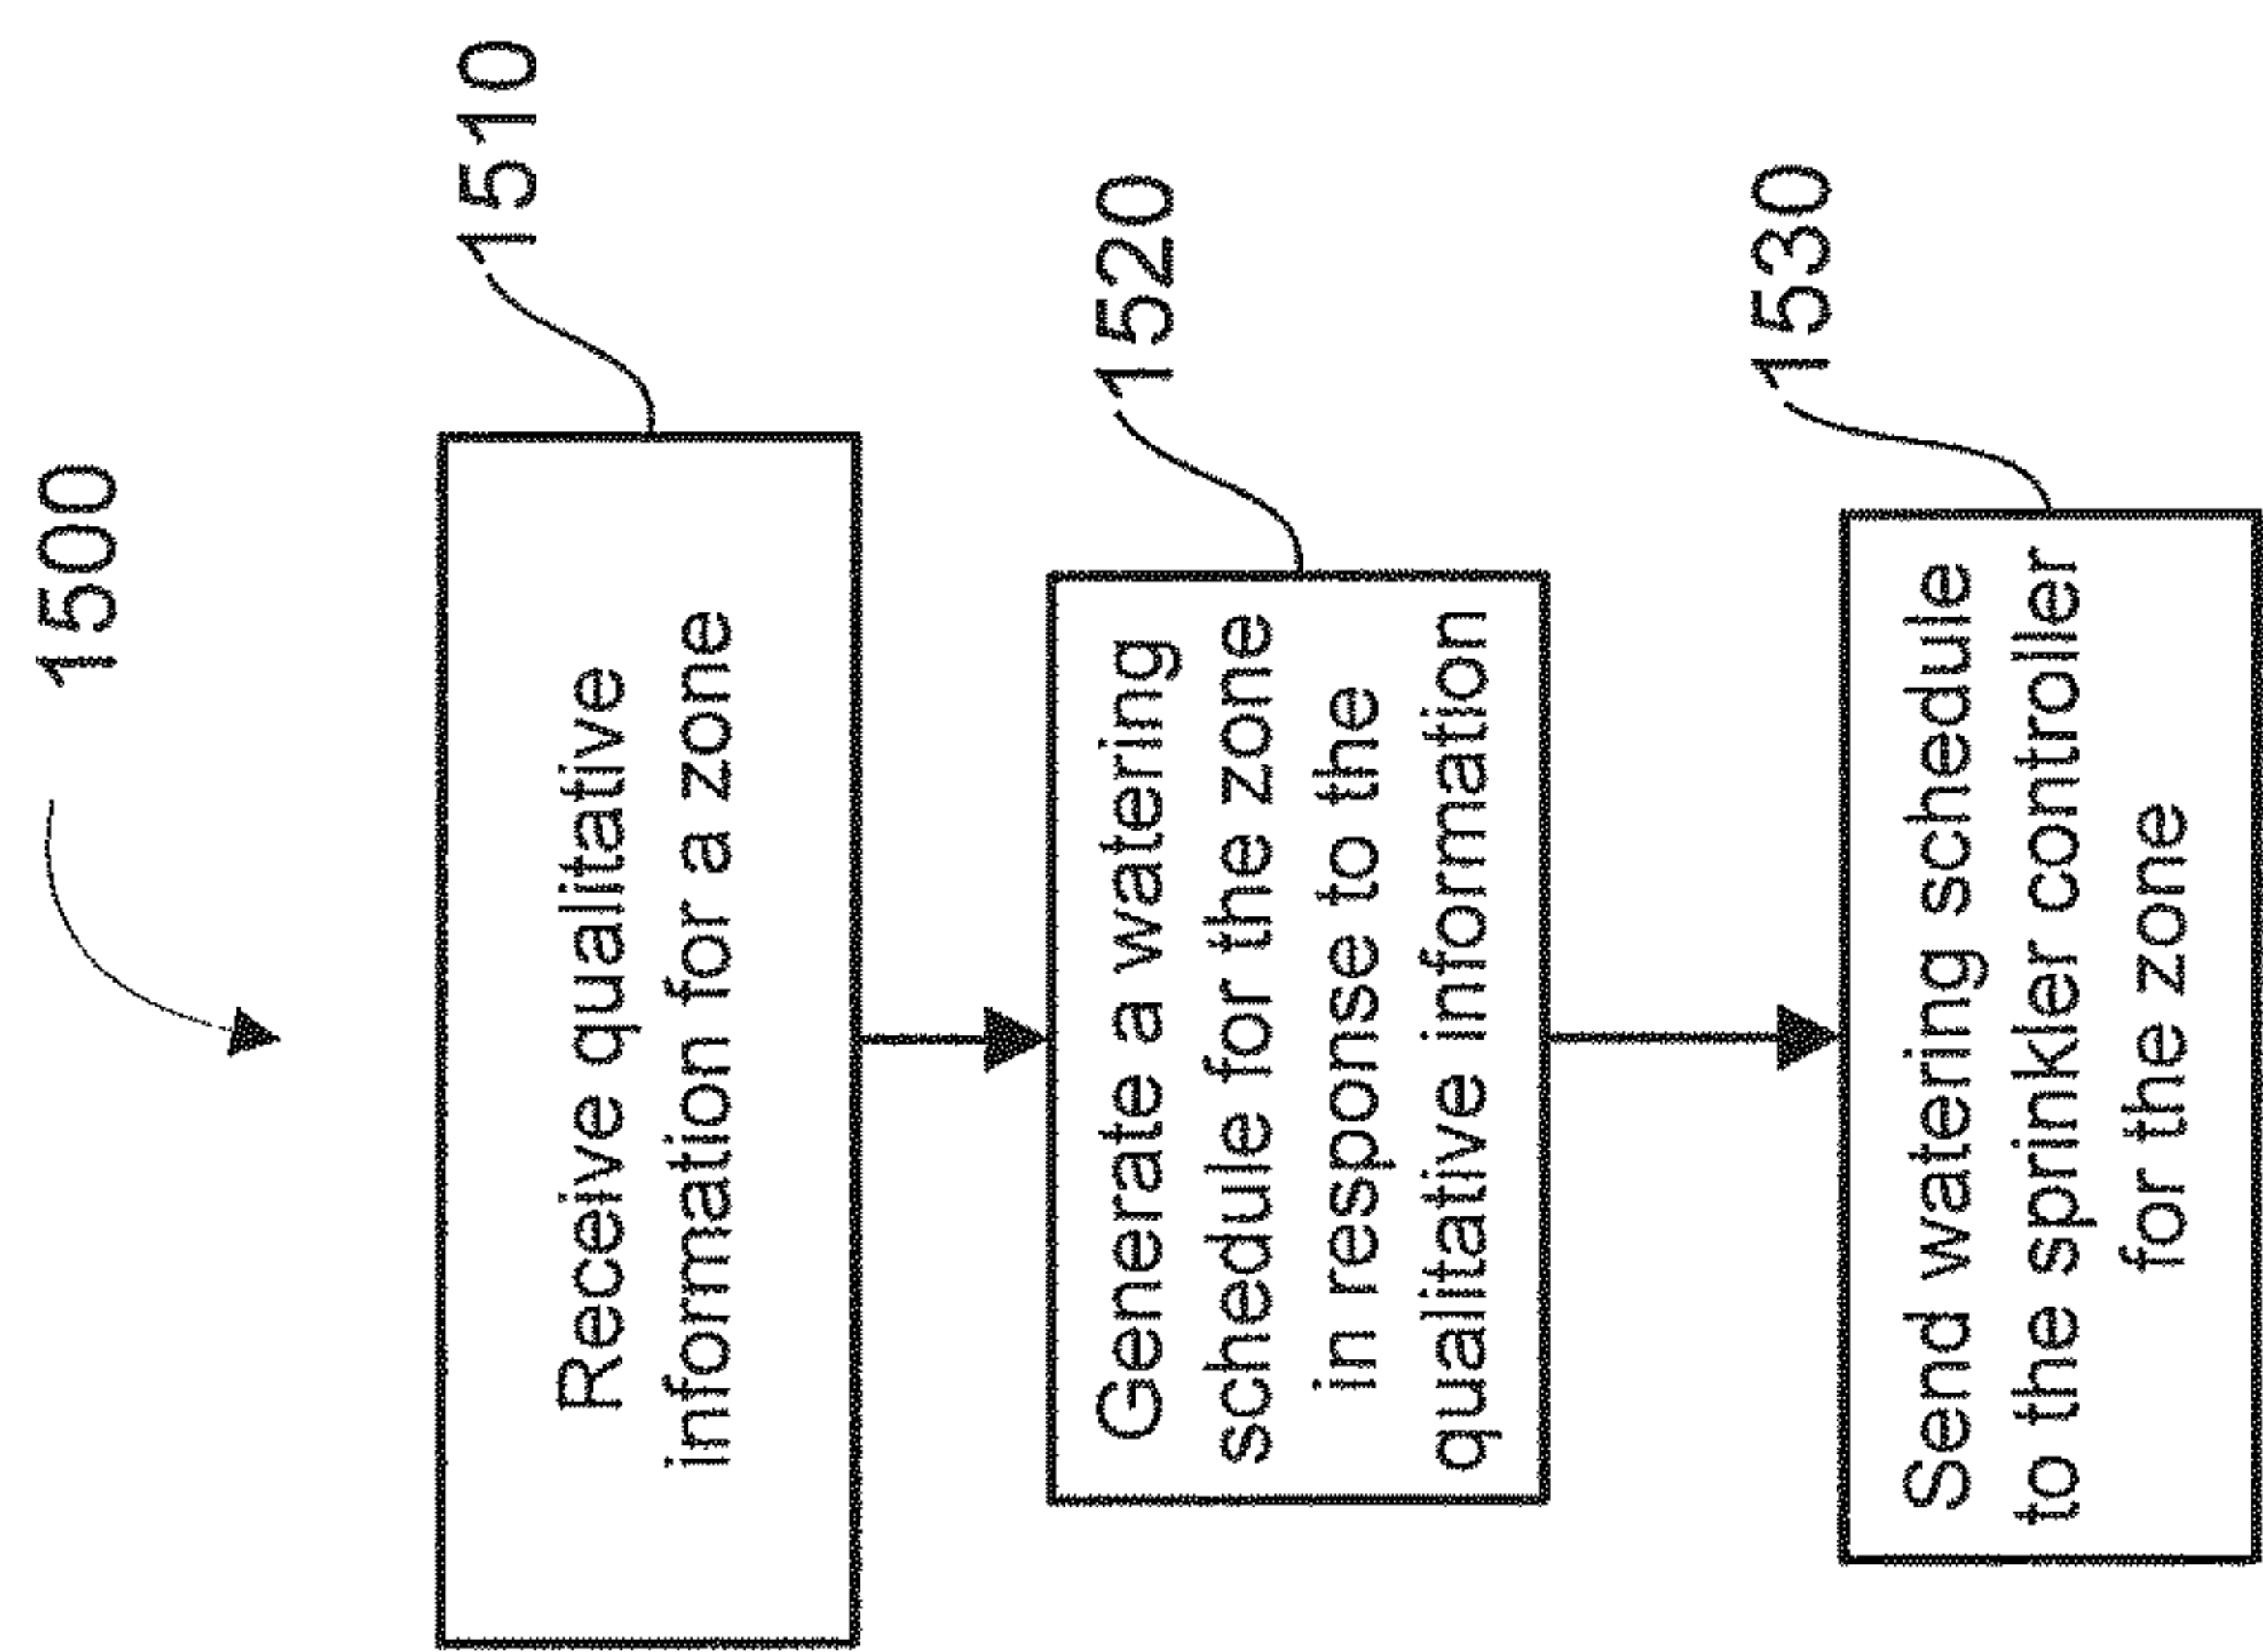 1500
1510
Receive qualitative
information for a zone
1520
Generate a watering
schedule for the zone
in response to the
qualitative information
1530
Send watering schedule
to the sprinkler controller
for the zone